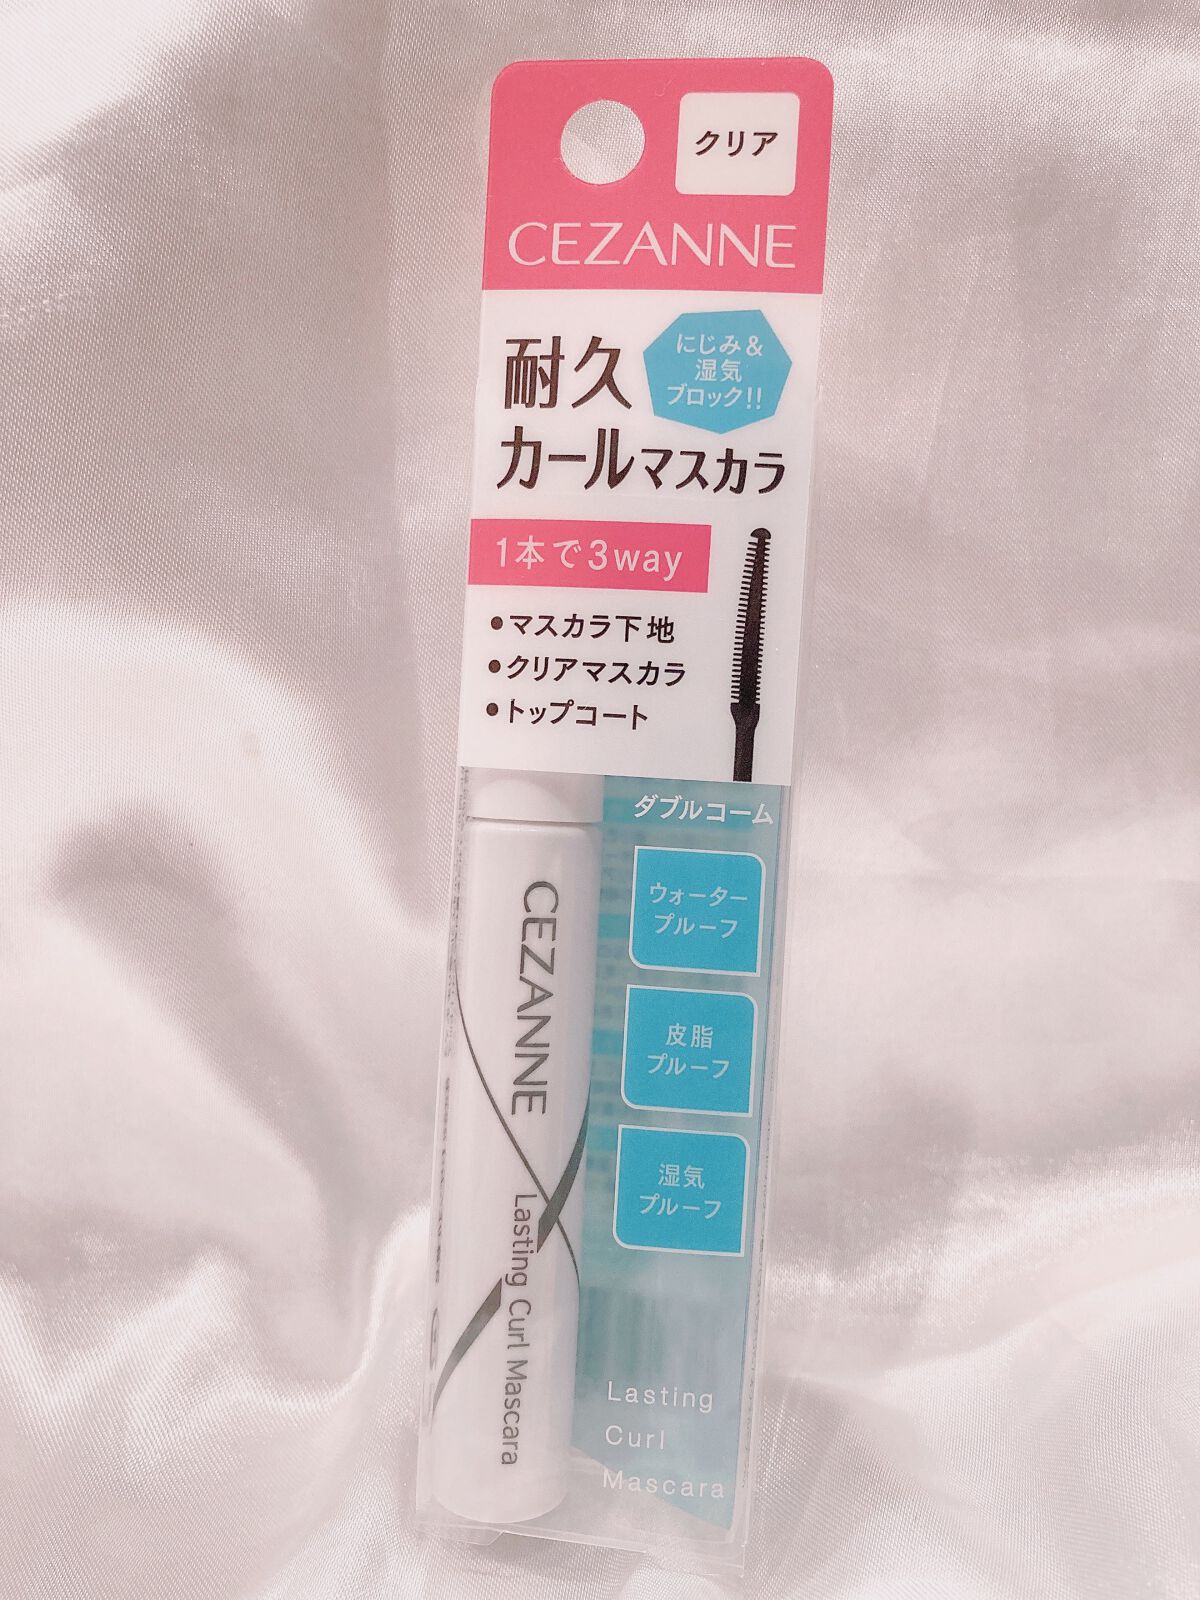 クリア
CEZANNE
耐久
にじみ&
湿気
ブロック!!
カールマスカラ
1本で3way
•マスカラ下地
•クリアマスカラ
•トップコート
ダブルコーム
ウォーター
プルーフ
皮脂
プルーフ
湿気
プルーフ
CEZANNE
Lasting Curl Mascara
Lasting
Curl
Mascara